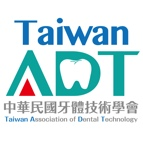 Taiwan
ADT
中華民國牙體技術學會
Taiwan Association of Dental Technology